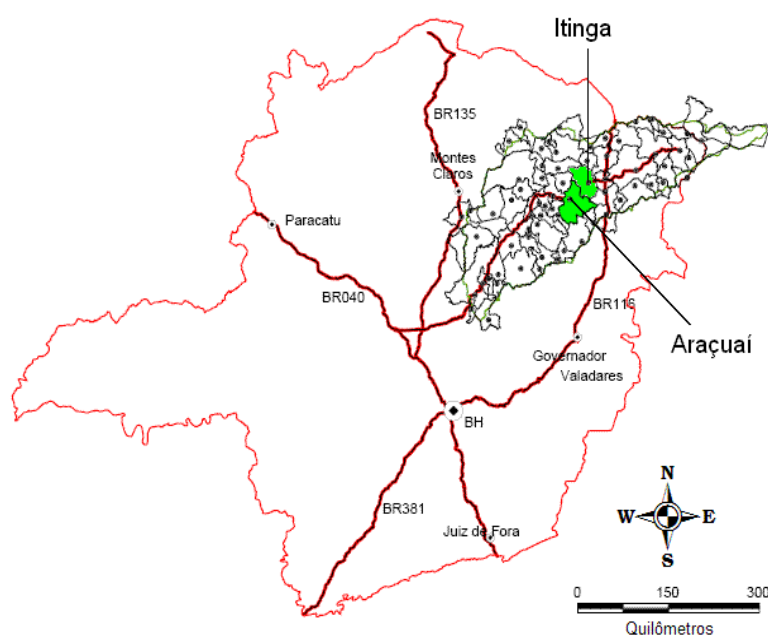 Itinga
BR135
Montes
Claros
Paracatu
BR040
BR116
Araçuaí
Governador
Valadares
BH
BR381
Juiz de Fora
N
W
E
S
0
150
300
Quilômetros